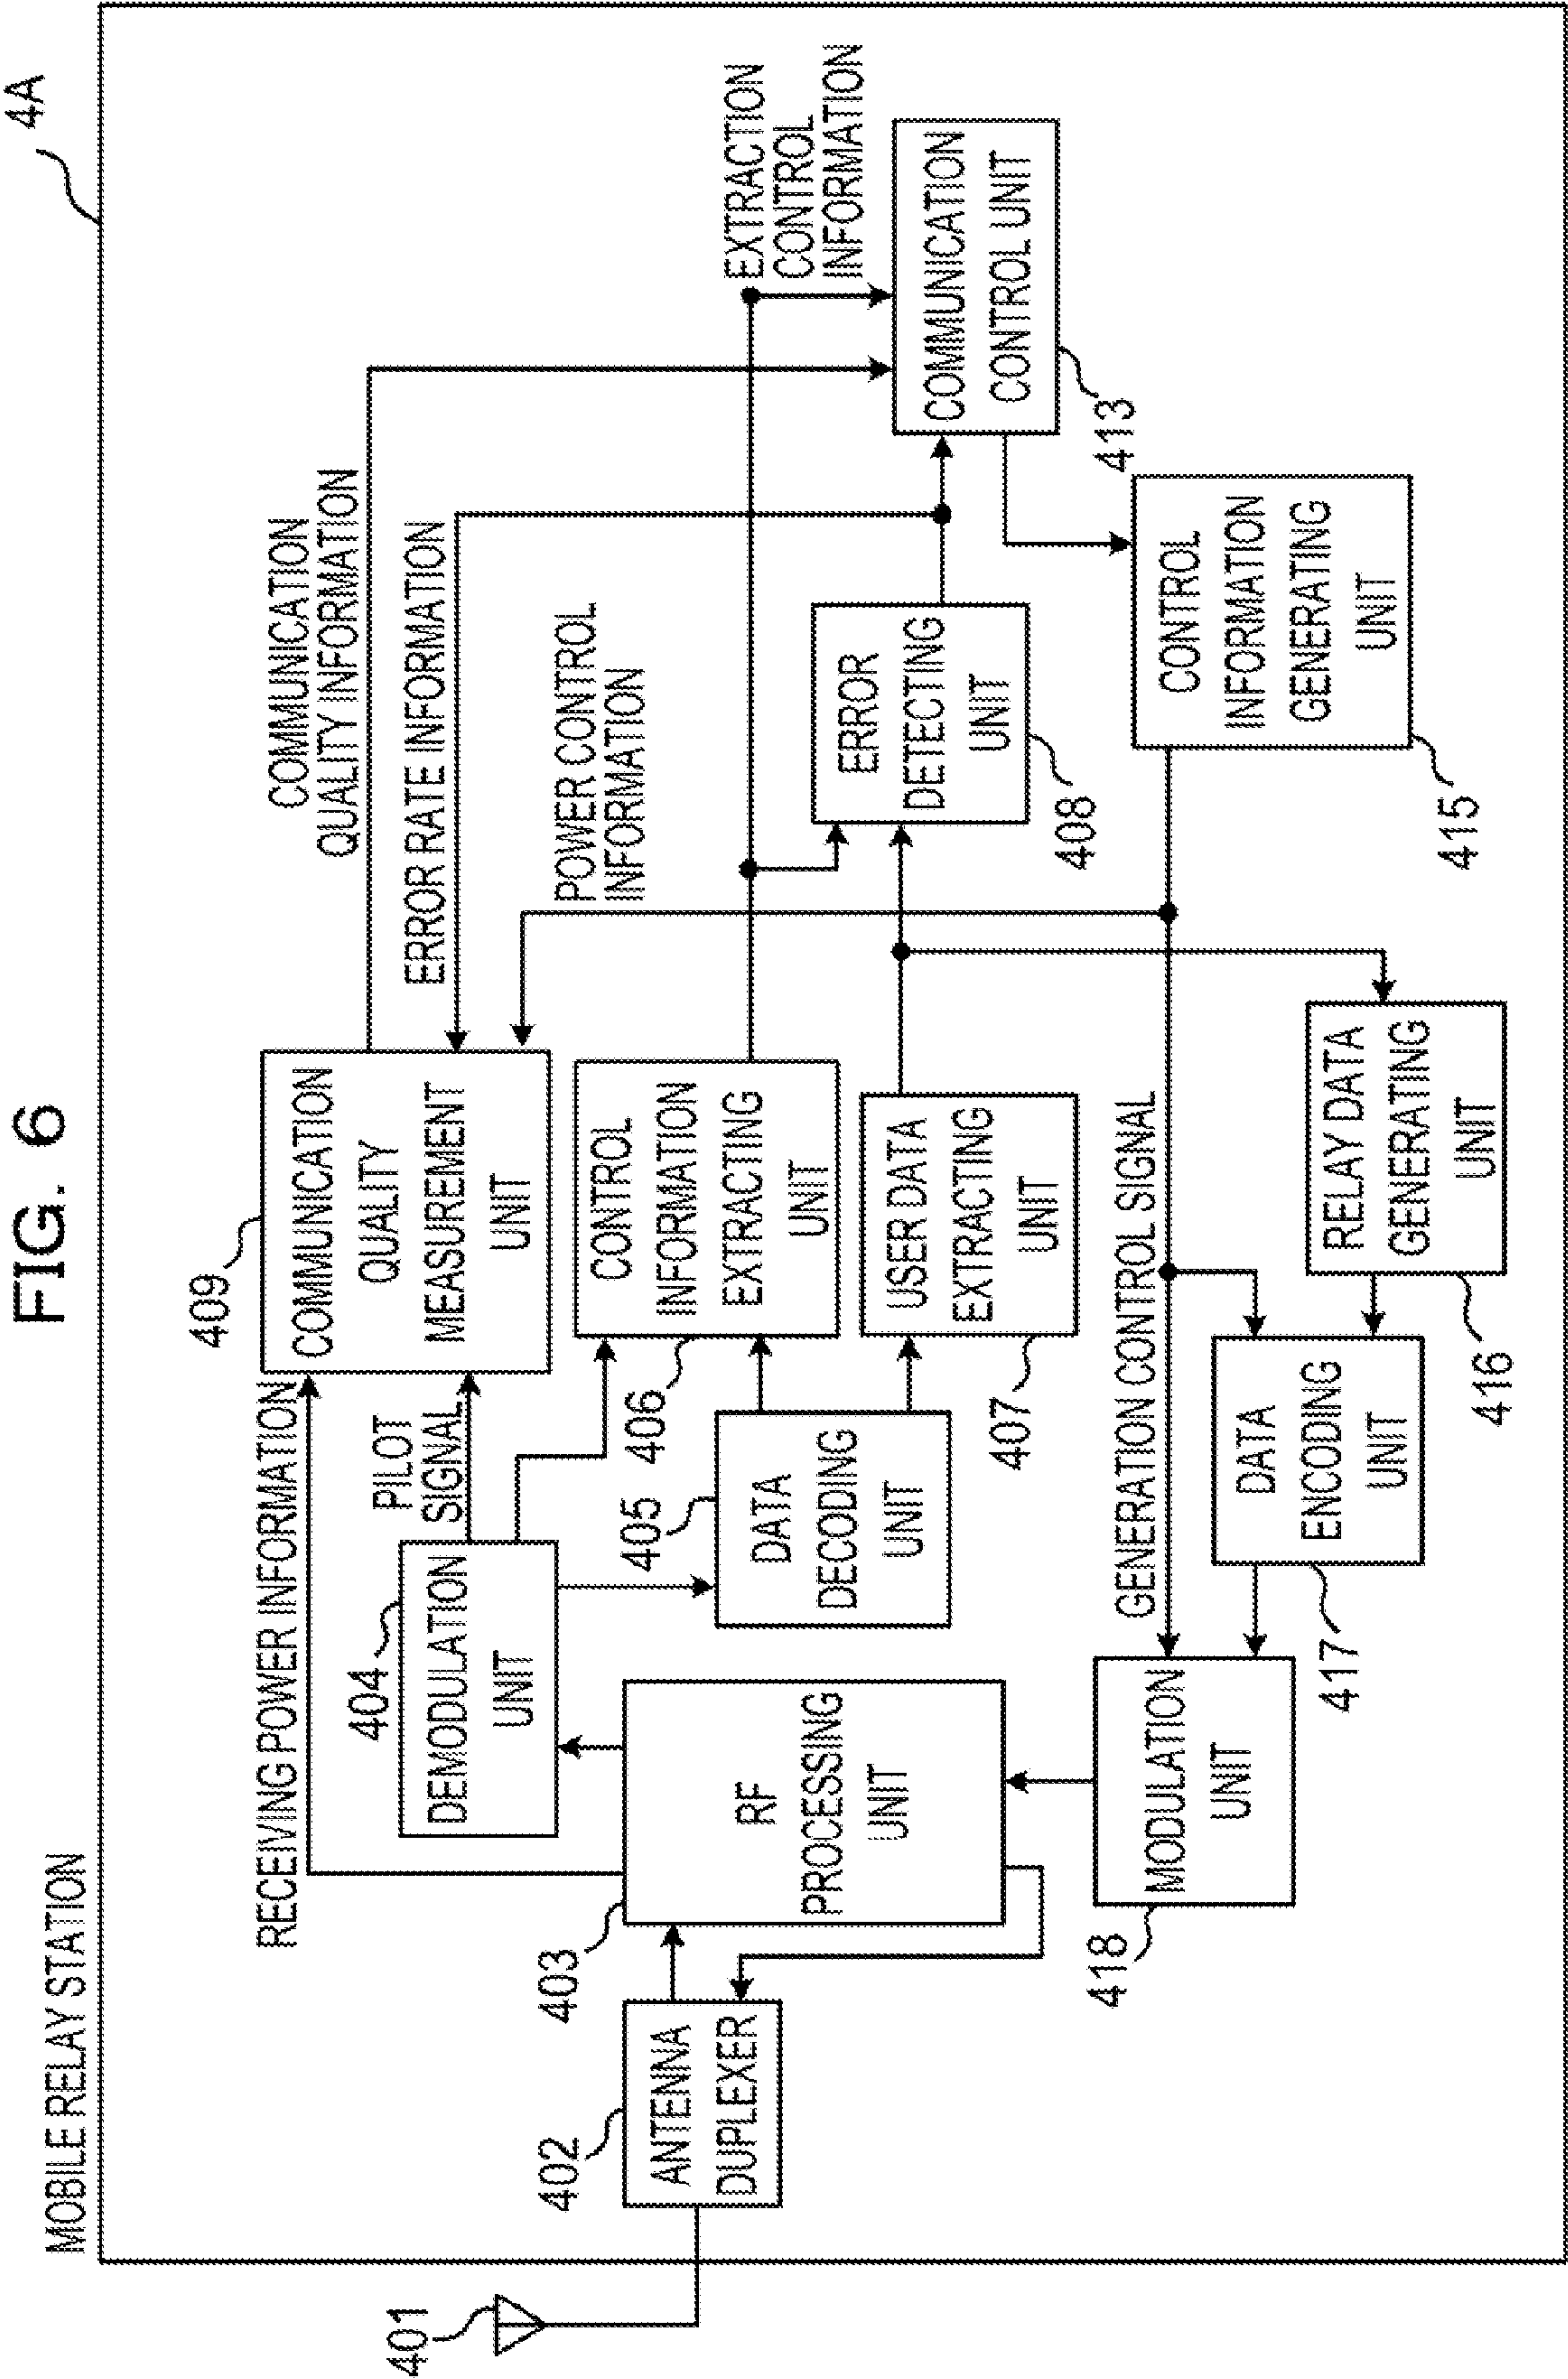 FIG. 6
MOBILE RELAY STATION
4A
401
402
ANTENNA
DUPLEXER
403
RF
PROCESSING
UNIT
RECEIVING POWER INFORMATION
404
DEMODULATION
UNIT
PILOT
SIGNAL
405
DATA
DECODING
UNIT
409
COMMUNICATION
QUALITY
MEASUREMENT
UNIT
406
CONTROL
INFORMATION
EXTRACTING
UNIT
407
USER DATA
EXTRACTING
UNIT
COMMUNICATION
QUALITY INFORMATION
ERROR RATE INFORMATION
POWER CONTROL
INFORMATION
EXTRACTION
CONTROL
INFORMATION
408
ERROR
DETECTING
UNIT
413
COMMUNICATION
CONTROL UNIT
415
CONTROL
INFORMATION
GENERATING
UNIT
GENERATION CONTROL SIGNAL
416
RELAY DATA
GENERATING
UNIT
417
DATA
ENCODING
UNIT
418
MODULATION
UNIT